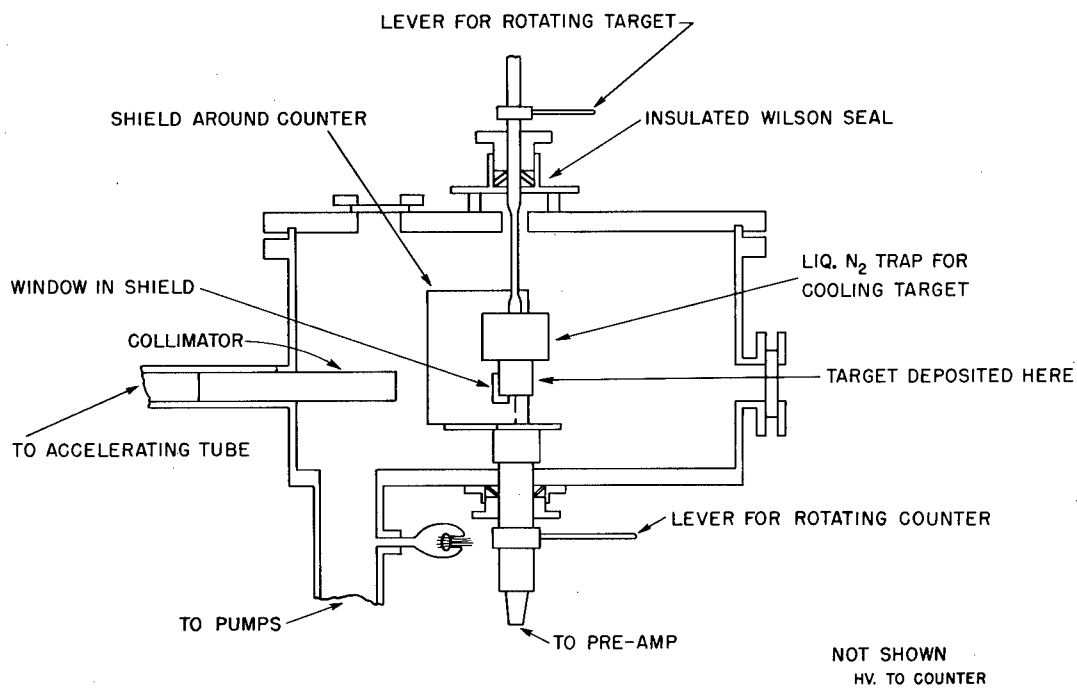 LEVER FOR ROTATING TARGET
SHIELD AROUND COUNTER
INSULATED WILSON SEAL
WINDOW IN SHIELD
LIQ. N₂ TRAP FOR
COOLING TARGET
COLLIMATOR
TARGET DEPOSITED HERE
TO ACCELERATING TUBE
LEVER FOR ROTATING COUNTER
TO PUMPS
TO PRE-AMP
NOT SHOWN
HV. TO COUNTER